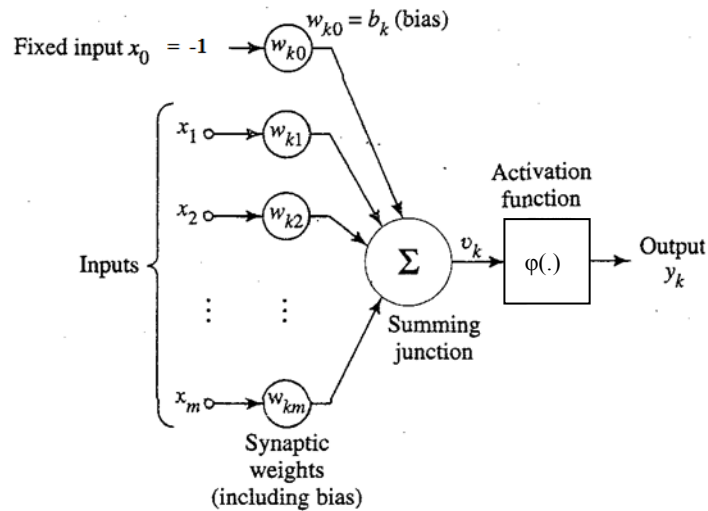 w_k0 = b_k (bias)
Fixed input x_0 = -1
w_k0
x_1
w_k1
x_2
w_k2
Inputs
⋮ ⋮
x_m
w_km
Synaptic
weights
(including bias)
Σ
Summing
junction
v_k
Activation
function
φ(.)
Output
y_k